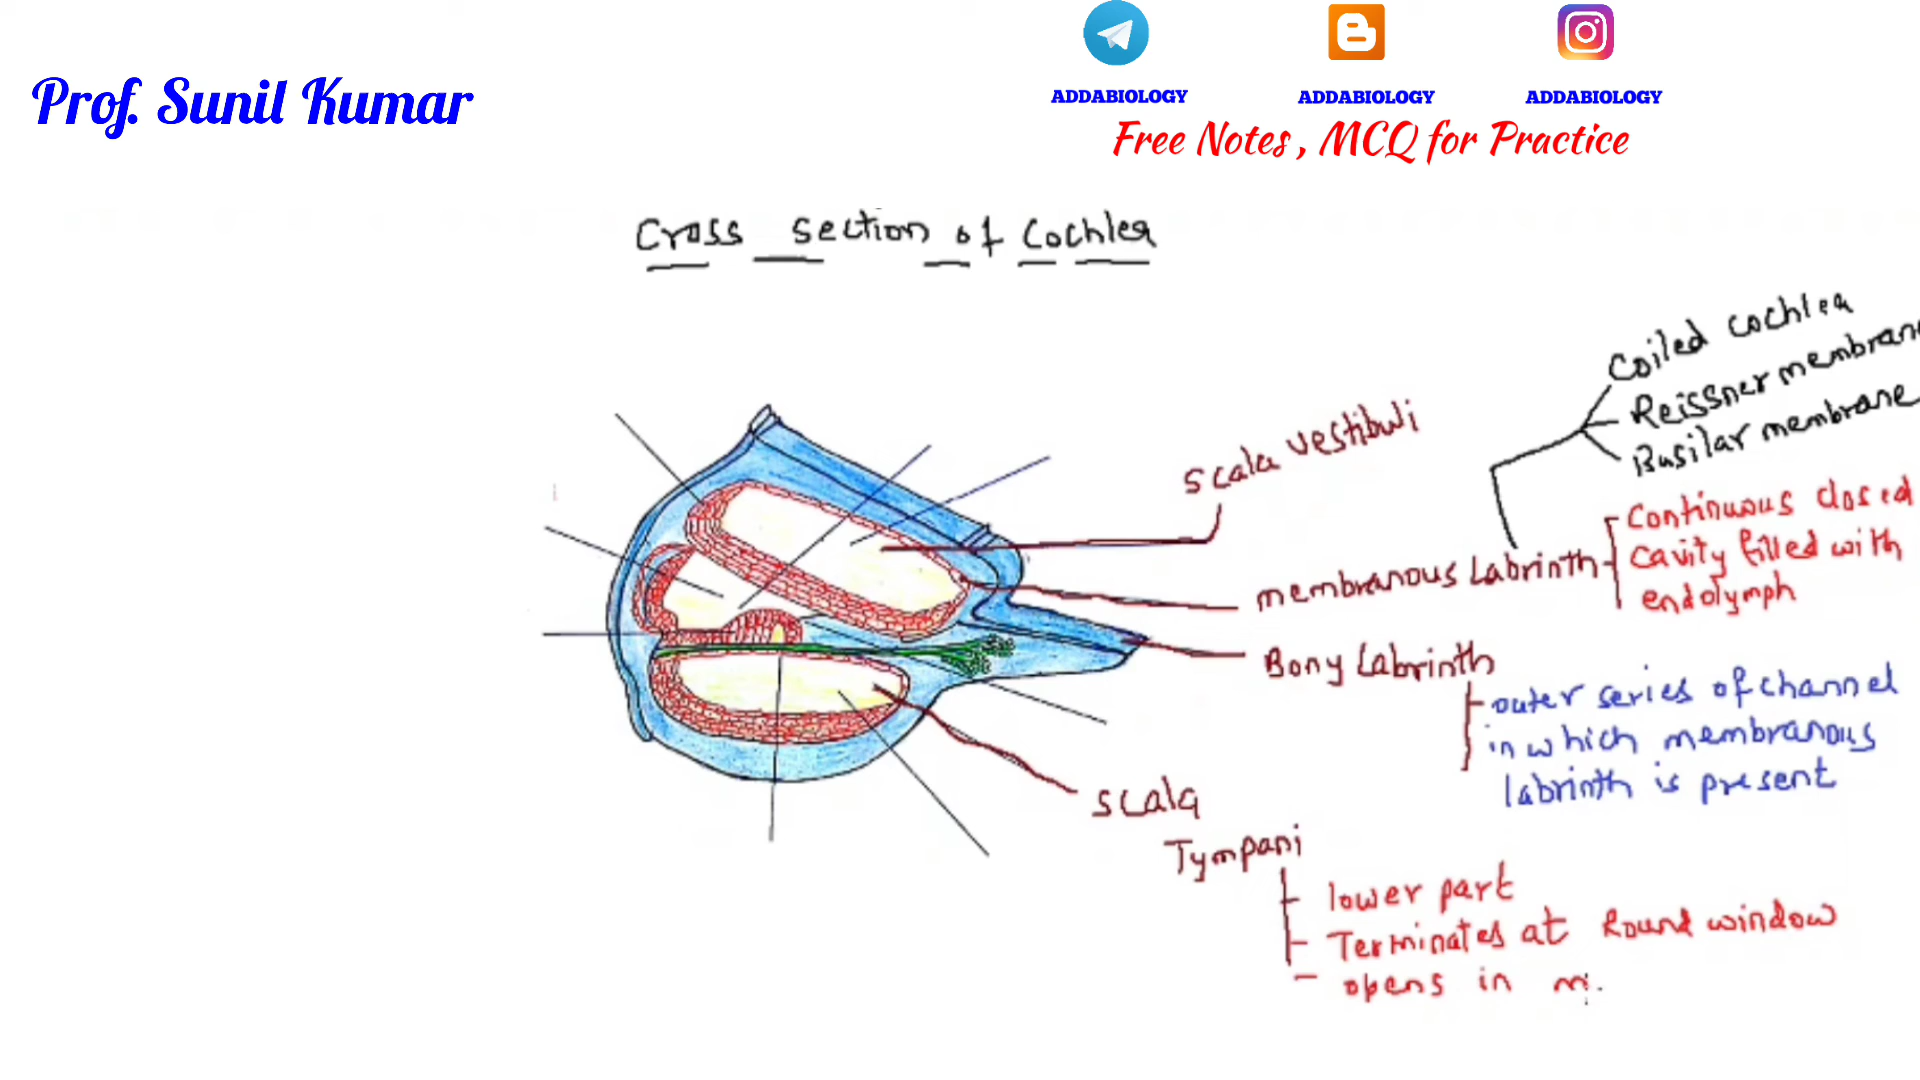 Prof. Sunil Kumar
ADDABIOLOGY
ADDABIOLOGY
ADDABIOLOGY
Free Notes, MCQ for Practice
Cross section of Cochlea
Coiled cochlea
Reissner membran
Basilar membrane
Scala vestibuli
membranous Labrinth
Continuous closed
cavity filled with
endolymph
Bony Labrinth
outer series of channel
in which membranous
labrinth is present
Scala
Tympani
lower part
Terminates at Round window
opens in mi